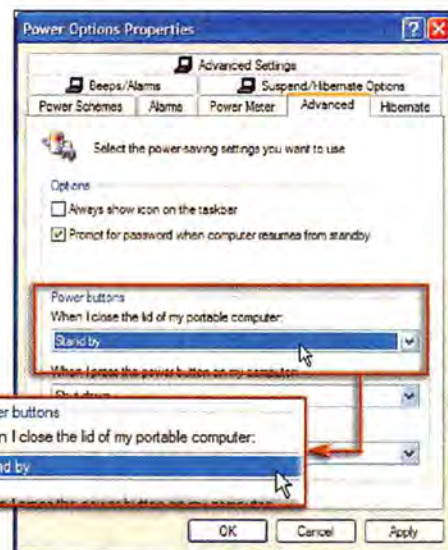 Power Options Properties
Advanced Settings
Beeps/Alarms Suspend/Hibernate Options
Power Schemes Alarms Power Meter Advanced Hibernate
Select the power-saving settings you want to use
Options
Always show icon on the taskbar
Prompt for password when computer resumes from standby
Power buttons
When I close the lid of my portable computer:
Stand by
When I press the power button on my computer:
Shut down
er buttons
n I close the lid of my portable computer:
nd by
OK Cancel Apply